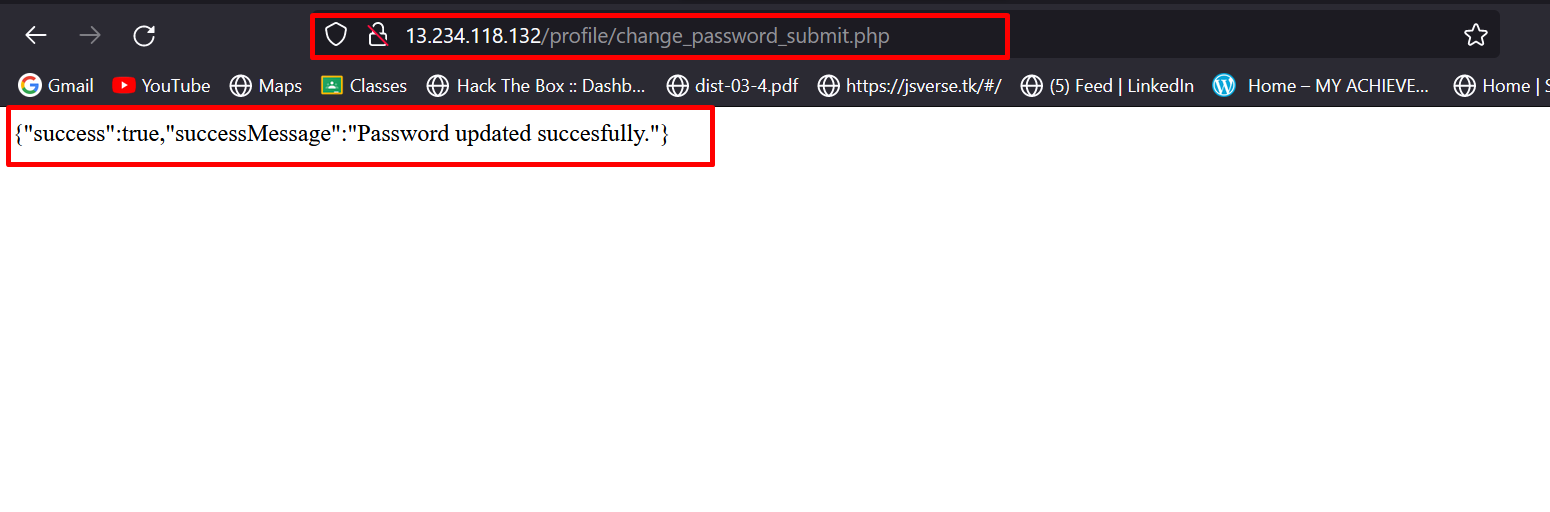 13.234.118.132/profile/change_password_submit.php
Gmail YouTube Maps Classes Hack The Box :: Dashb... dist-03-4.pdf https://jsverse.tk/#/ (5) Feed | LinkedIn Home – MY ACHIEVE... Home | S
{"success":true,"successMessage":"Password updated succesfully."}